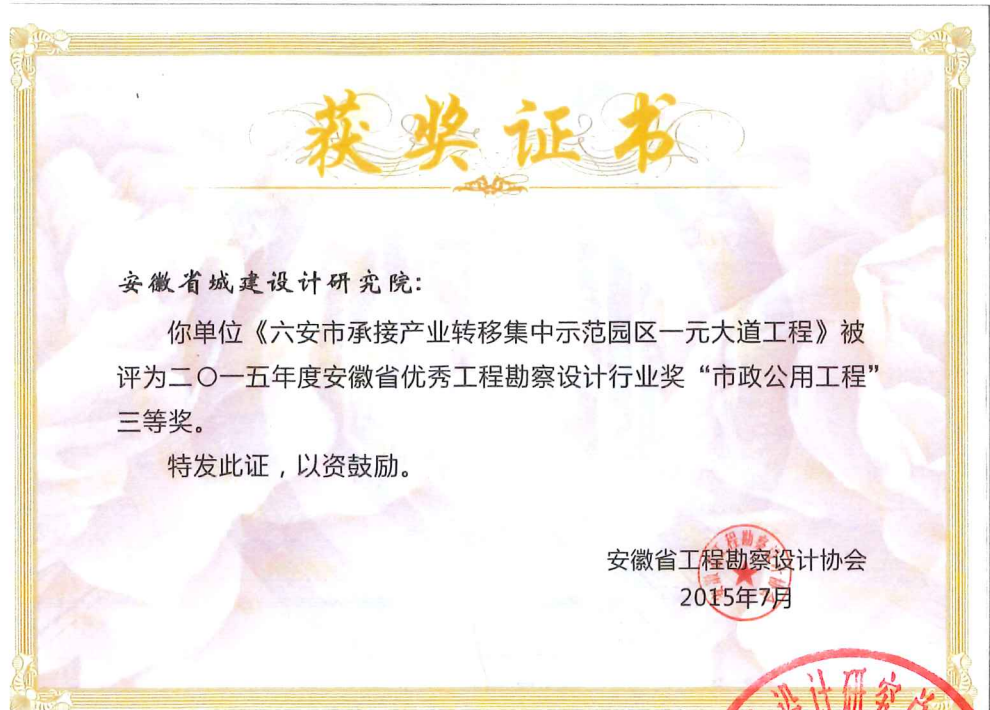 获奖证书
安徽省城建设计研究院:
你单位《六安市承接产业转移集中示范园区一元大道工程》被
评为二〇一五年度安徽省优秀工程勘察设计行业奖“市政公用工程”
三等奖。
特发此证，以资鼓励。
安徽省工程勘察设计协会
2015年7月
设计研究